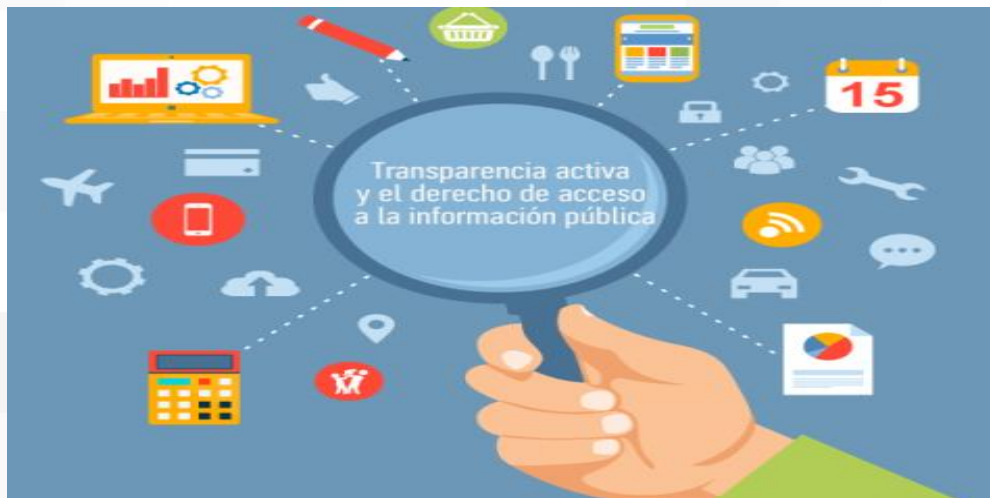 15
Transparencia activa
y el derecho de acceso
a la información pública